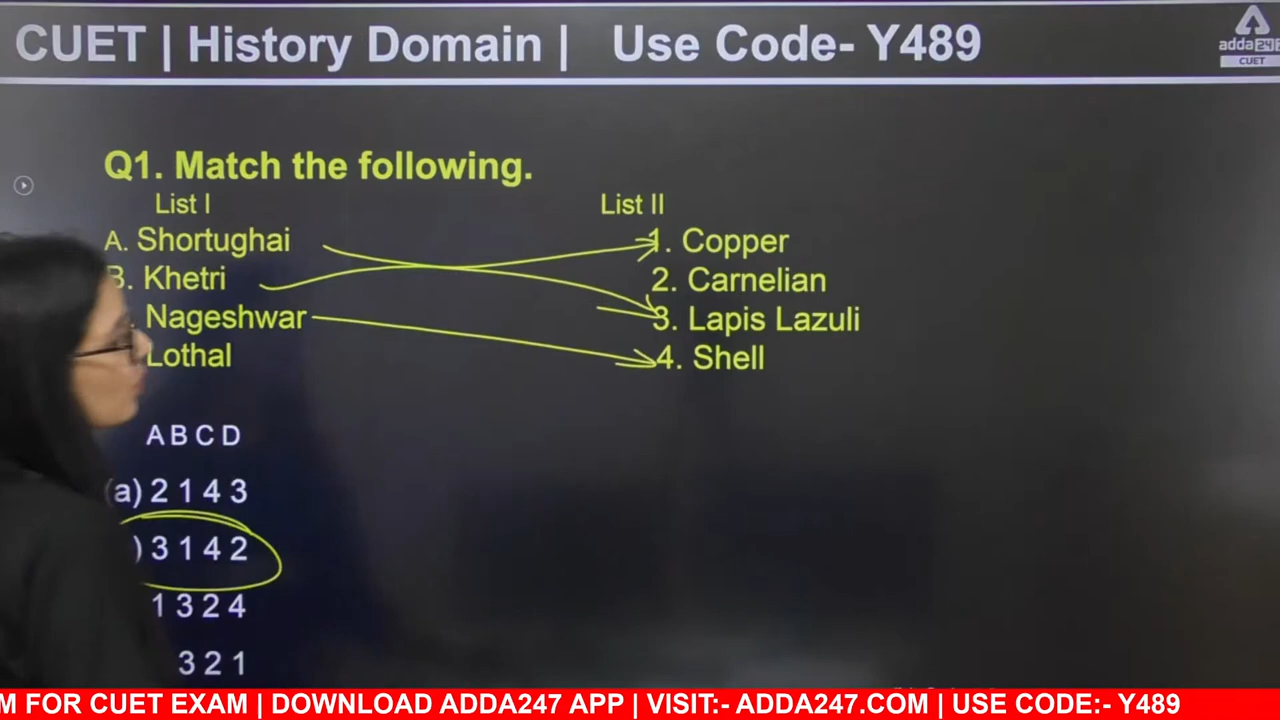 CUET | History Domain | Use Code- Y489
adda247
CUET
Q1. Match the following.
List I List II
A. Shortughai 1. Copper
B. Khetri 2. Carnelian
Nageshwar 3. Lapis Lazuli
Lothal 4. Shell
A B C D
(a) 2 1 4 3
) 3 1 4 2
1 3 2 4
3 2 1
M FOR CUET EXAM | DOWNLOAD ADDA247 APP | VISIT:- ADDA247.COM | USE CODE:- Y489